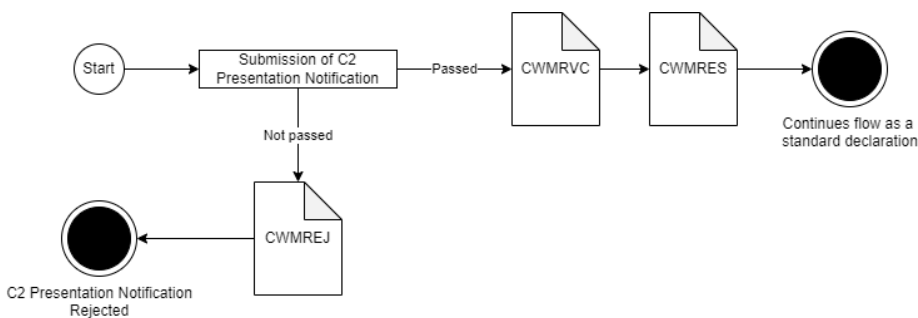 Start
Submission of C2
Presentation Notification
Passed
CWMRVC
CWMRES
Continues flow as a
standard declaration
Not passed
CWMREJ
C2 Presentation Notification
Rejected